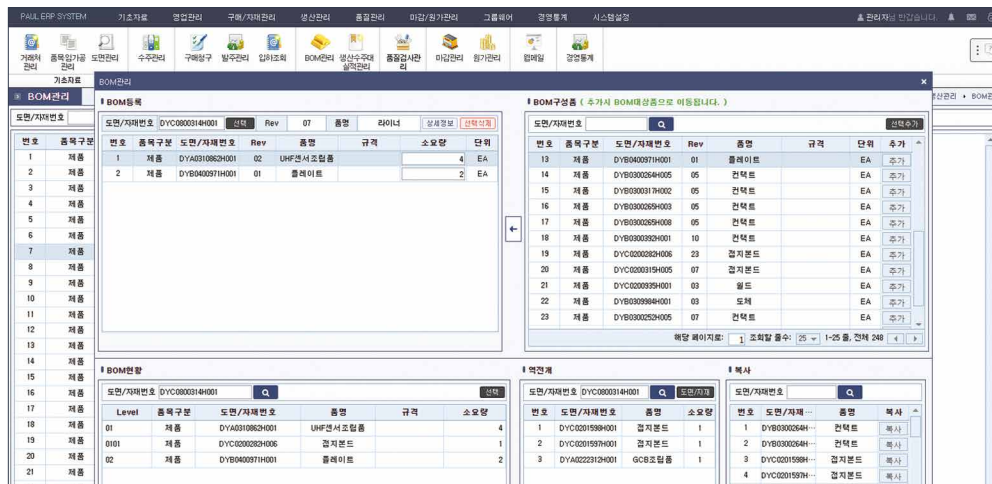 PAUL ERP SYSTEM 기초자료 영업관리 구매/자재관리 생산관리 품질관리 마감/원가관리 그룹웨어 경영통계 시스템설정 관리자님 반갑습니다.
거래처관리 품목임가공관리 도면관리 수주관리 구매청구 발주관리 입하조회 BOM관리 생산수주대실적관리 품질검사관리 마감관리 원가관리 웹메일 경영통계
기초자료
BOM관리 ×
BOM관리
생산관리 ▸ BOM관
도면/자재번호
번호 품목구분
1 제품
2 제품
3 제품
4 제품
5 제품
6 제품
7 제품
8 제품
9 제품
10 제품
11 제품
12 제품
13 제품
14 제품
15 제품
16 제품
17 제품
18 제품
19 제품
20 제품
21 제품
BOM등록
도면/자재번호 DYC0800314H001 선택 Rev 07 품명 라이너 상세정보 선택삭제
번호 품목구분 도면/자재번호 Rev 품명 규격 소요량 단위
1 제품 DYA0310862H001 02 UHF센서조립품 4 EA
2 제품 DYB0400971H001 01 플레이트 2 EA
BOM구성품 ( 추가시 BOM대상품으로 이동됩니다. )
도면/자재번호 선택추가
번호 품목구분 도면/자재번호 Rev 품명 규격 단위 추가
13 제품 DYB0400971H001 01 플레이트 EA 추가
14 제품 DYB0300264H005 05 컨택트 EA 추가
15 제품 DYB0300317H002 05 컨택트 EA 추가
16 제품 DYB0300265H003 05 컨택트 EA 추가
17 제품 DYB0300265H008 05 컨택트 EA 추가
18 제품 DYB0300392H001 10 컨택트 EA 추가
19 제품 DYC0200282H006 23 접지본드 EA 추가
20 제품 DYC0200315H005 07 접지본드 EA 추가
21 제품 DYC0200935H001 03 월드 EA 추가
22 제품 DYB0309984H001 03 도체 EA 추가
23 제품 DYB0300252H005 07 컨택트 EA 추가
해당 페이지로: 1 조회할 줄수: 25 1-25 줄, 전체 248
BOM현황
도면/자재번호 DYC0800314H001 선택
Level 품목구분 도면/자재번호 품명 규격 소요량
01 제품 DYA0310862H001 UHF센서조립품 4
0101 제품 DYC0200282H006 접지본드 1
02 제품 DYB0400971H001 플레이트 2
역전개
도면/자재번호 DYC0800314H001 도면/자재
번호 도면/자재번호 품명 소요량
1 DYC0201598H001 접지본드 1
2 DYC0201597H001 접지본드 1
3 DYA0222312H001 GCB조립품 1
복사
도면/자재번호
번호 도면/자재… 품명 복사
1 DYB0300264H… 컨택트 복사
2 DYB0300264H… 컨택트 복사
3 DYC0201598H… 접지본드 복사
4 DYC0201597H… 접지본드 복사